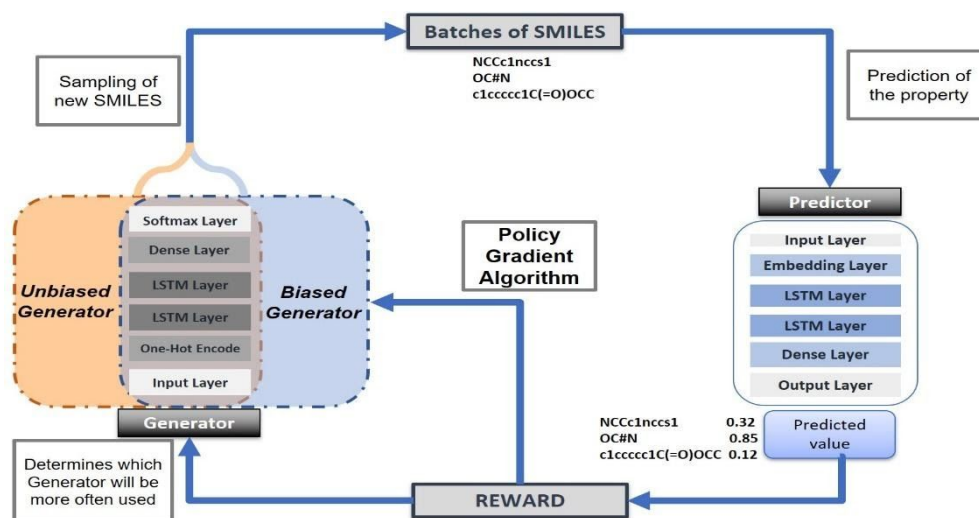 Batches of SMILES
NCCc1nccs1
OC#N
c1ccccc1C(=O)OCC
Sampling of
new SMILES
Prediction of
the property
Softmax Layer
Dense Layer
LSTM Layer
LSTM Layer
One-Hot Encode
Input Layer
Unbiased
Generator
Biased
Generator
Generator
Policy
Gradient
Algorithm
Predictor
Input Layer
Embedding Layer
LSTM Layer
LSTM Layer
Dense Layer
Output Layer
NCCc1nccs1 0.32
OC#N 0.85
c1ccccc1C(=O)OCC 0.12
Predicted
value
Determines which
Generator will be
more often used
REWARD